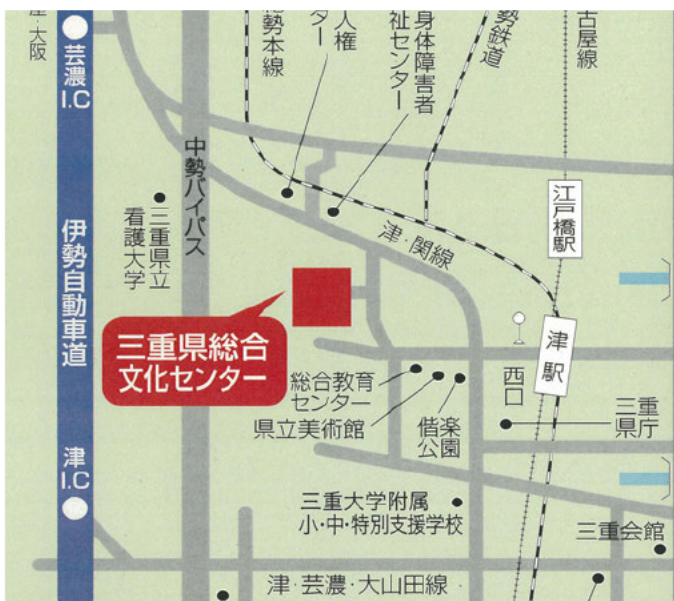 大阪
芸濃
I.C
伊勢自動車道
津
I.C
中勢バイパス
三重県立
看護大学
勢本線
人権
ター
身体障害者
祉センター
勢鉄道
古屋線
江戸橋駅
津・関線
三重県総合
文化センター
津駅
西口
総合教育
センター
県立美術館
偕楽
公園
三重
県庁
三重大学附属
小・中・特別支援学校
三重会館
津・芸濃・大山田線